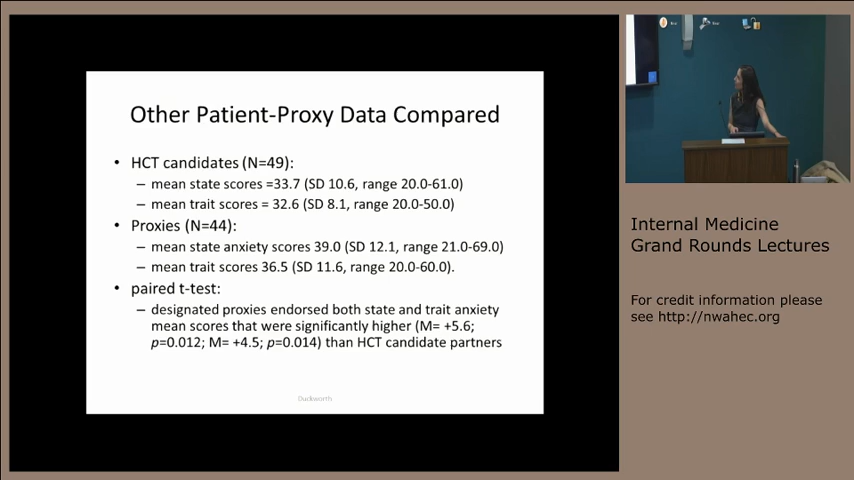 Other Patient-Proxy Data Compared
• HCT candidates (N=49):
– mean state scores =33.7 (SD 10.6, range 20.0-61.0)
– mean trait scores = 32.6 (SD 8.1, range 20.0-50.0)
• Proxies (N=44):
– mean state anxiety scores 39.0 (SD 12.1, range 21.0-69.0)
– mean trait scores 36.5 (SD 11.6, range 20.0-60.0).
• paired t-test:
– designated proxies endorsed both state and trait anxiety
mean scores that were significantly higher (M= +5.6;
p=0.012; M= +4.5; p=0.014) than HCT candidate partners
Duckworth
Internal Medicine
Grand Rounds Lectures
For credit information please
see http://nwahec.org